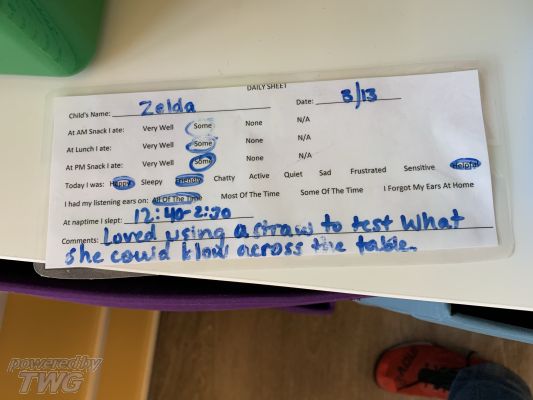 DAILY SHEET
Child's Name: Zelda Date: 3/13
At AM Snack I ate: Very Well Some None N/A
At Lunch I ate: Very Well Some None N/A
At PM Snack I ate: Very Well Some None N/A
Today I was: Happy Sleepy Friendly Chatty Active Quiet Sad Frustrated Sensitive Helpful
I had my listening ears on: All Of The Time Most Of The Time Some Of The Time I Forgot My Ears At Home
At naptime I slept: 12:40-2:30
Comments: Loved using a straw to test what
she could blow across the table.
powered by
TWG